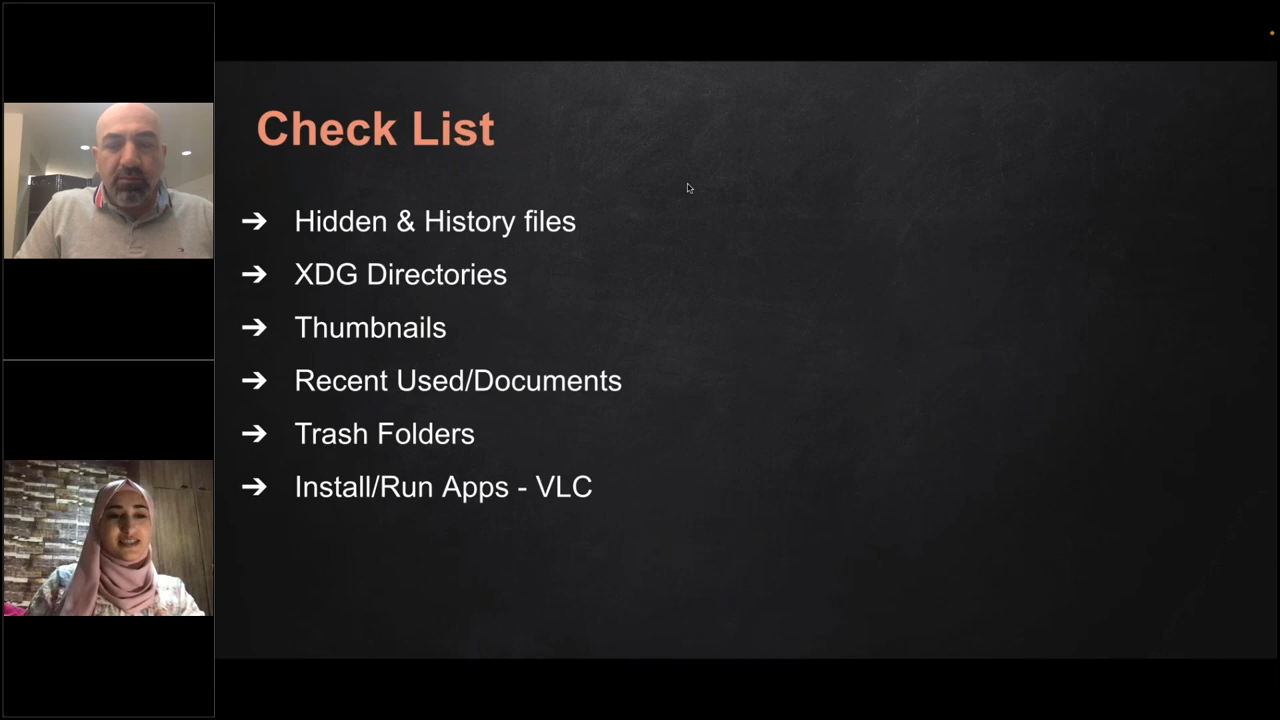 Check List
➔ Hidden & History files
➔ XDG Directories
➔ Thumbnails
➔ Recent Used/Documents
➔ Trash Folders
➔ Install/Run Apps - VLC